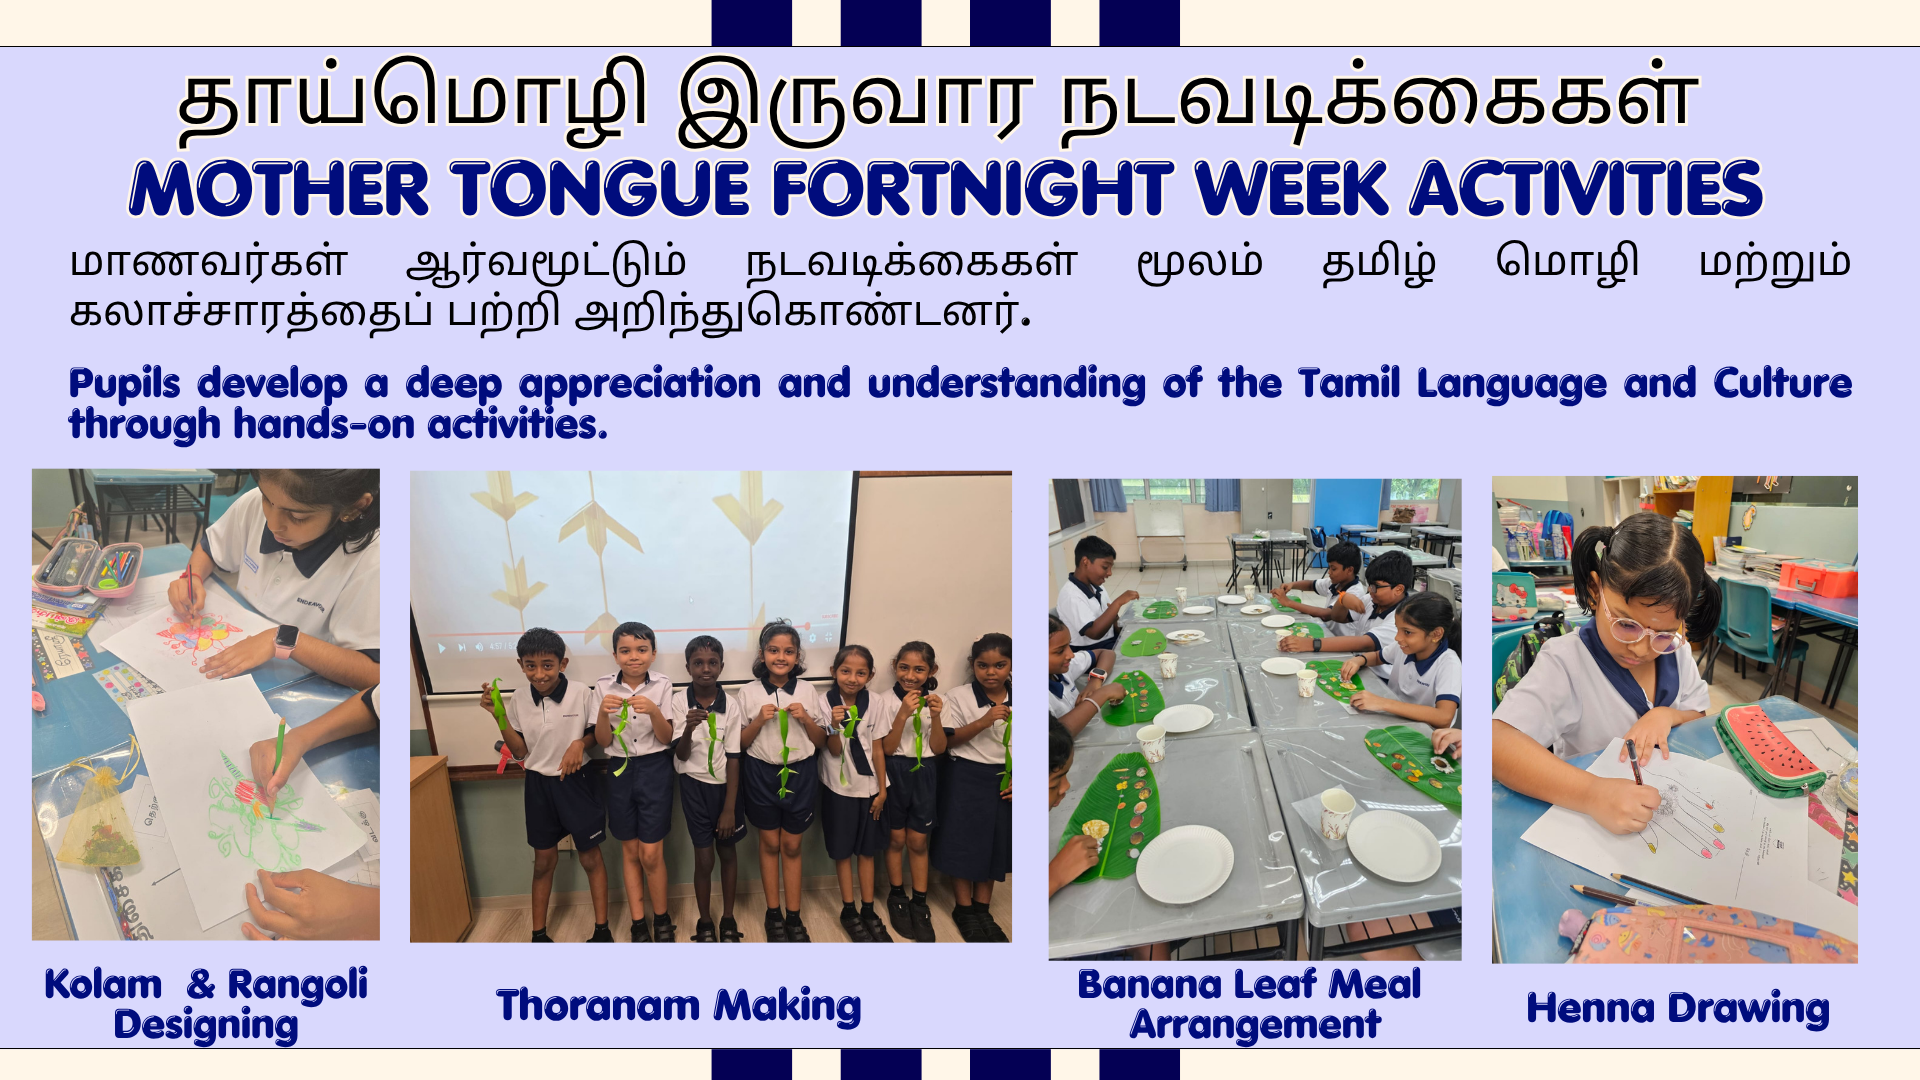 தாய்மொழி இருவார நடவடிக்கைகள்
MOTHER TONGUE FORTNIGHT WEEK ACTIVITIES
மாணவர்கள் ஆர்வமூட்டும் நடவடிக்கைகள் மூலம் தமிழ் மொழி மற்றும்
கலாச்சாரத்தைப் பற்றி அறிந்துகொண்டனர்.
Pupils develop a deep appreciation and understanding of the Tamil Language and Culture
through hands-on activities.
Kolam & Rangoli
Designing
Thoranam Making
Banana Leaf Meal
Arrangement
Henna Drawing